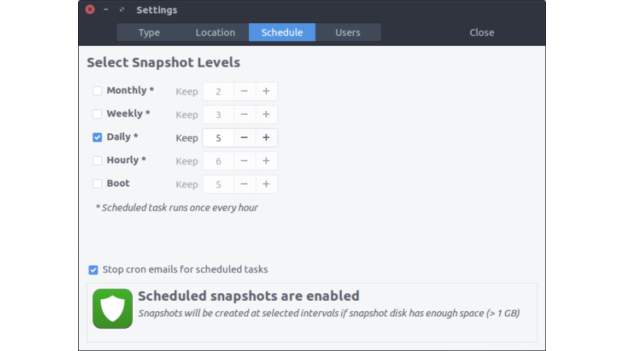 Settings
Type Location Schedule Users Close
Select Snapshot Levels
Monthly * Keep 2 − +
Weekly * Keep 3 − +
Daily * Keep 5 − +
Hourly * Keep 6 − +
Boot Keep 5 − +
* Scheduled task runs once every hour
Stop cron emails for scheduled tasks
Scheduled snapshots are enabled
Snapshots will be created at selected intervals if snapshot disk has enough space (> 1 GB)